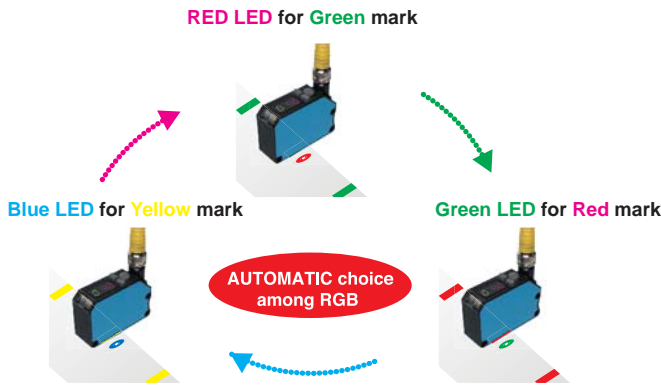 RED LED for Green mark
Blue LED for Yellow mark
Green LED for Red mark
AUTOMATIC choice
among RGB